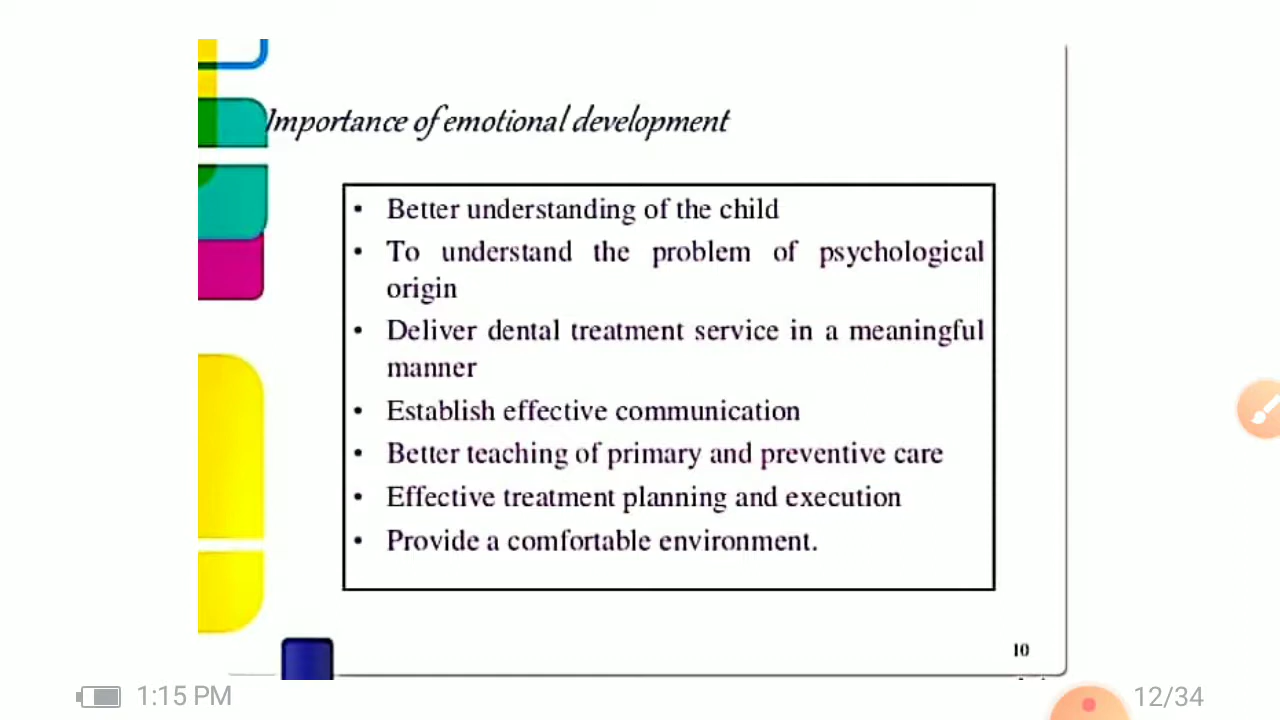 Importance of emotional development
• Better understanding of the child
• To understand the problem of psychological
origin
• Deliver dental treatment service in a meaningful
manner
• Establish effective communication
• Better teaching of primary and preventive care
• Effective treatment planning and execution
• Provide a comfortable environment.
10
1:15 PM
12/34